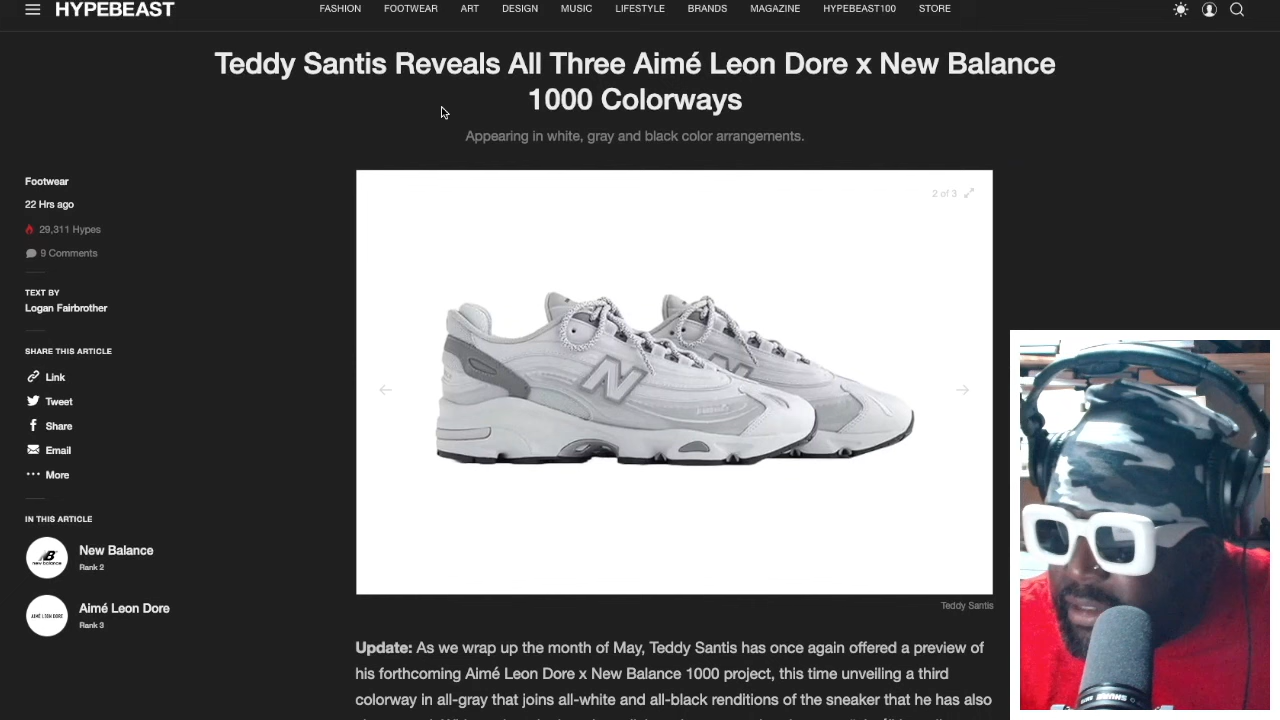 HYPEBEAST
FASHION FOOTWEAR ART DESIGN MUSIC LIFESTYLE BRANDS MAGAZINE HYPEBEAST100 STORE
Teddy Santis Reveals All Three Aimé Leon Dore x New Balance
1000 Colorways
Appearing in white, gray and black color arrangements.
Footwear
22 Hrs ago
29,311 Hypes
9 Comments
TEXT BY
Logan Fairbrother
SHARE THIS ARTICLE
Link
Tweet
Share
Email
More
IN THIS ARTICLE
New Balance
Rank 2
Aimé Leon Dore
Rank 3
2 of 3
N
Teddy Santis
Update: As we wrap up the month of May, Teddy Santis has once again offered a preview of
his forthcoming Aimé Leon Dore x New Balance 1000 project, this time unveiling a third
colorway in all-gray that joins all-white and all-black renditions of the sneaker that he has also